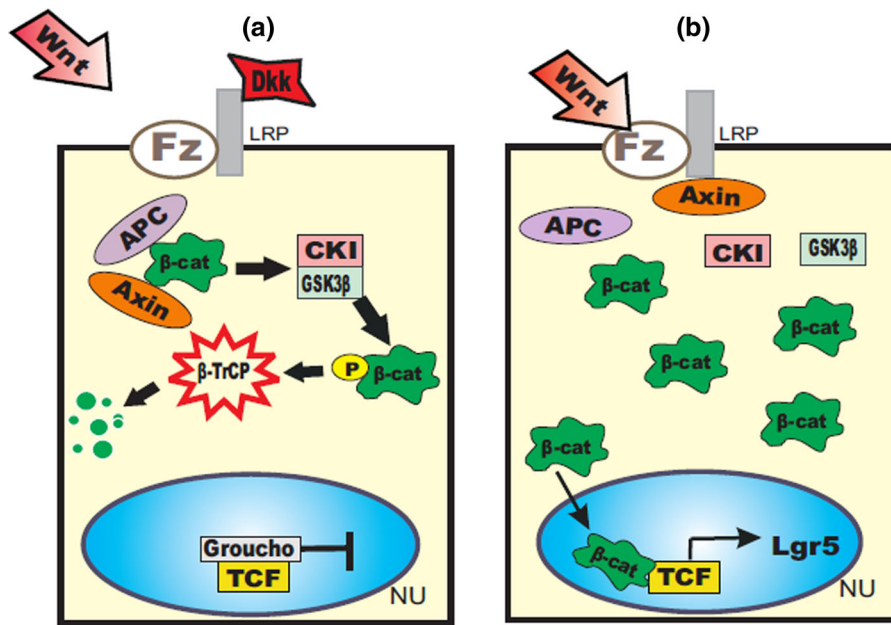 (a)
Wnt
Dkk
LRP
Fz
APC
β-cat
Axin
CKI
GSK3β
P
β-cat
β-TrCP
Groucho
TCF
NU
(b)
Wnt
LRP
Fz
Axin
APC
CKI
GSK3β
β-cat
β-cat
β-cat
β-cat
β-cat
β-cat
TCF
Lgr5
NU